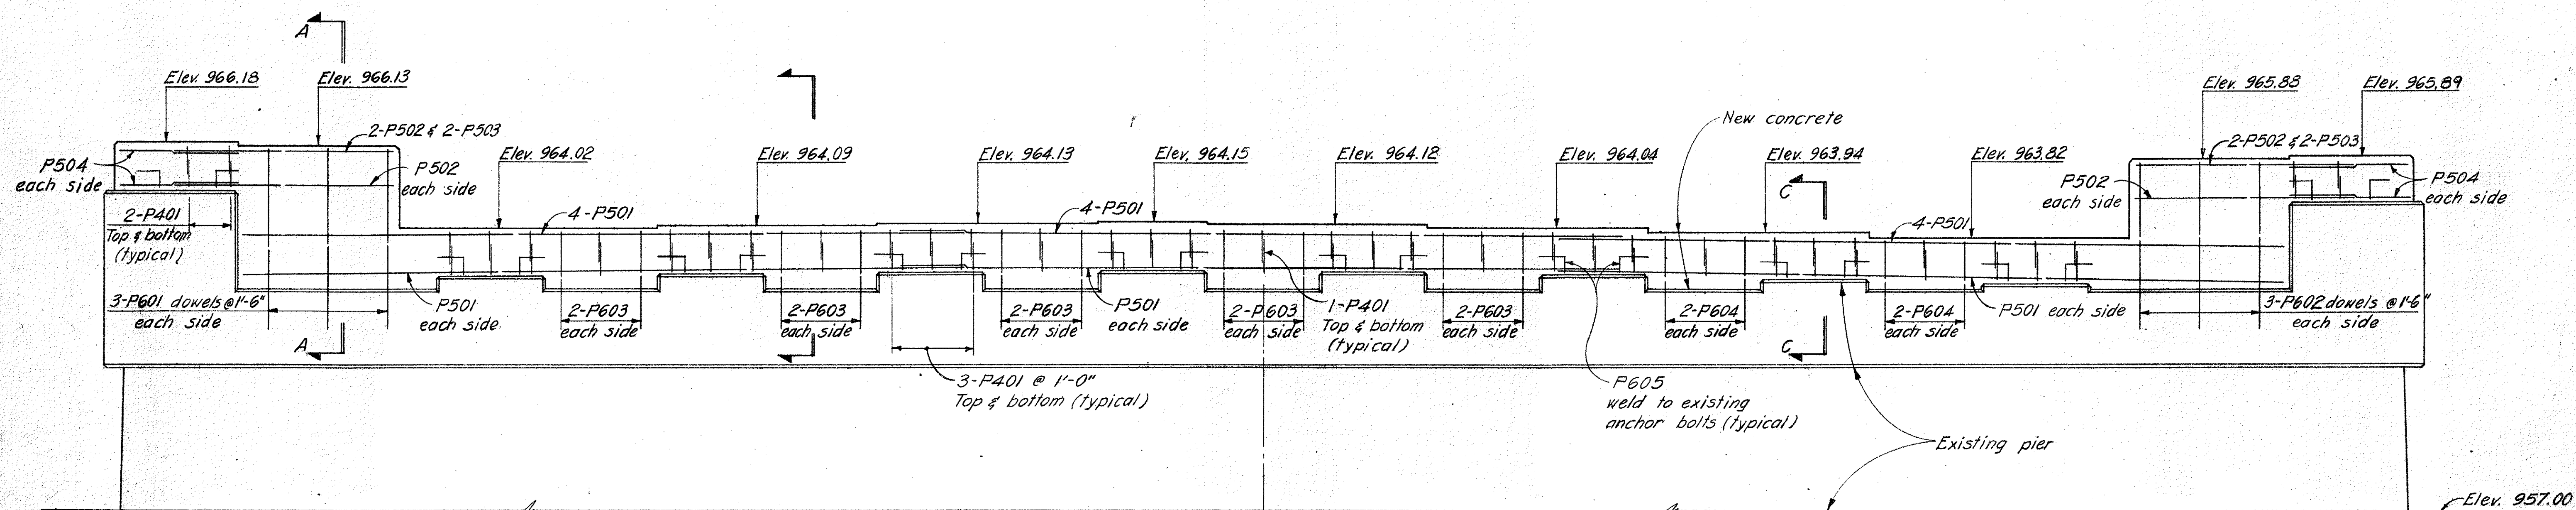 A
Elev. 966.18
Elev. 966.13
Elev. 965.88
Elev. 965.89
New concrete
2-P502 & 2-P503
2-P502 & 2-P503
P504
each side
P502
each side
Elev. 964.02
Elev. 964.09
Elev. 964.13
Elev. 964.15
Elev. 964.12
Elev. 964.04
Elev. 963.94
Elev. 963.82
P502
each side
P504
each side
C
2-P401
Top & bottom
(typical)
4-P501
4-P501
4-P501
3-P601 dowels @ 1'-6"
each side
P501
each side
2-P603
each side
2-P603
each side
2-P603
each side
P501
each side
2-P603
each side
1-P401
Top & bottom
(typical)
2-P603
each side
2-P604
each side
2-P604
each side
P501 each side
3-P602 dowels @ 1'-6"
each side
A
C
3-P401 @ 1'-0"
Top & bottom (typical)
P605
weld to existing
anchor bolts (typical)
Existing pier
Elev. 957.00